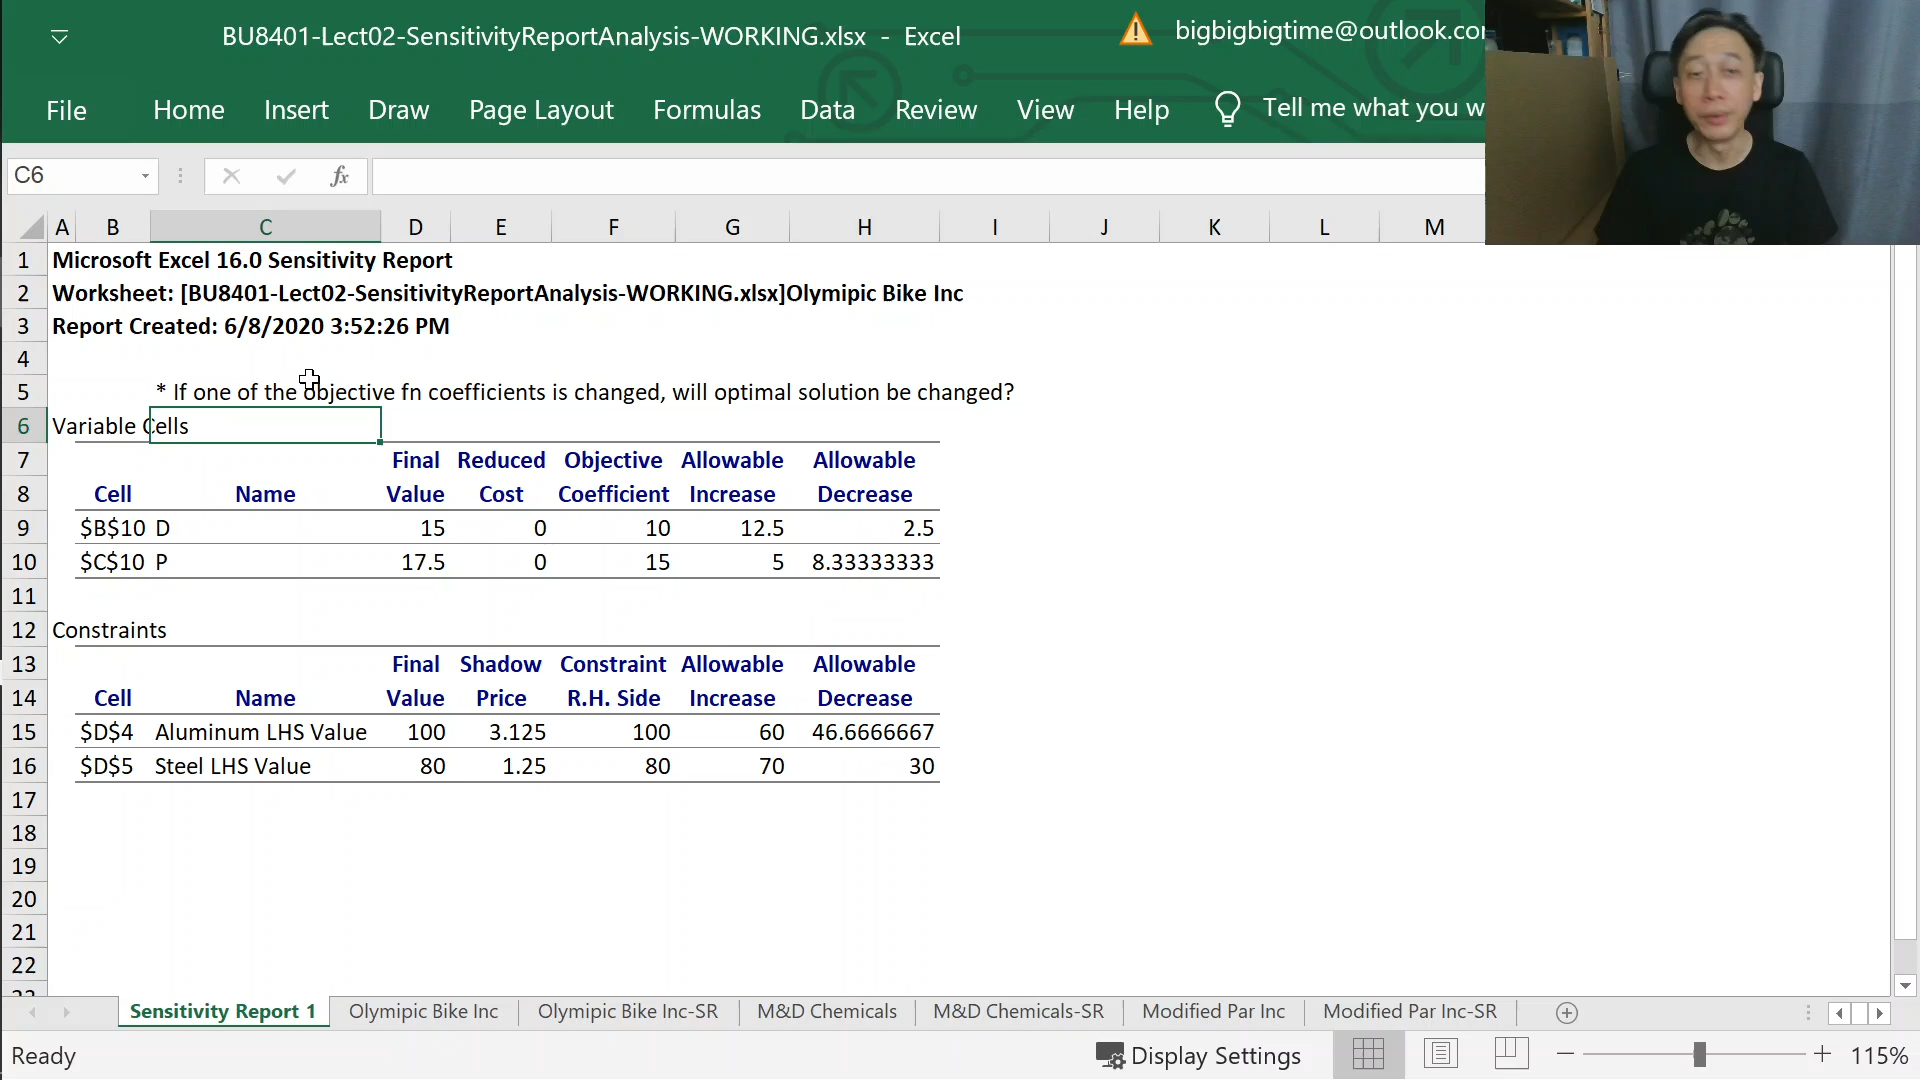 BU8401-Lect02-SensitivityReportAnalysis-WORKING.xlsx - Excel
bigbigbigtime@outlook.co
File Home Insert Draw Page Layout Formulas Data Review View Help Tell me what you w
C6 fx
A B C D E F G H I J K L M
1 Microsoft Excel 16.0 Sensitivity Report
2 Worksheet: [BU8401-Lect02-SensitivityReportAnalysis-WORKING.xlsx]Olymipic Bike Inc
3 Report Created: 6/8/2020 3:52:26 PM
4
5 * If one of the objective fn coefficients is changed, will optimal solution be changed?
6 Variable Cells
7 Final Reduced Objective Allowable Allowable
8 Cell Name Value Cost Coefficient Increase Decrease
9 $B$10 D 15 0 10 12.5 2.5
10 $C$10 P 17.5 0 15 5 8.33333333
11
12 Constraints
13 Final Shadow Constraint Allowable Allowable
14 Cell Name Value Price R.H. Side Increase Decrease
15 $D$4 Aluminum LHS Value 100 3.125 100 60 46.6666667
16 $D$5 Steel LHS Value 80 1.25 80 70 30
17
18
19
20
21
22
Sensitivity Report 1 Olymipic Bike Inc Olymipic Bike Inc-SR M&D Chemicals M&D Chemicals-SR Modified Par Inc Modified Par Inc-SR
Ready Display Settings 115%